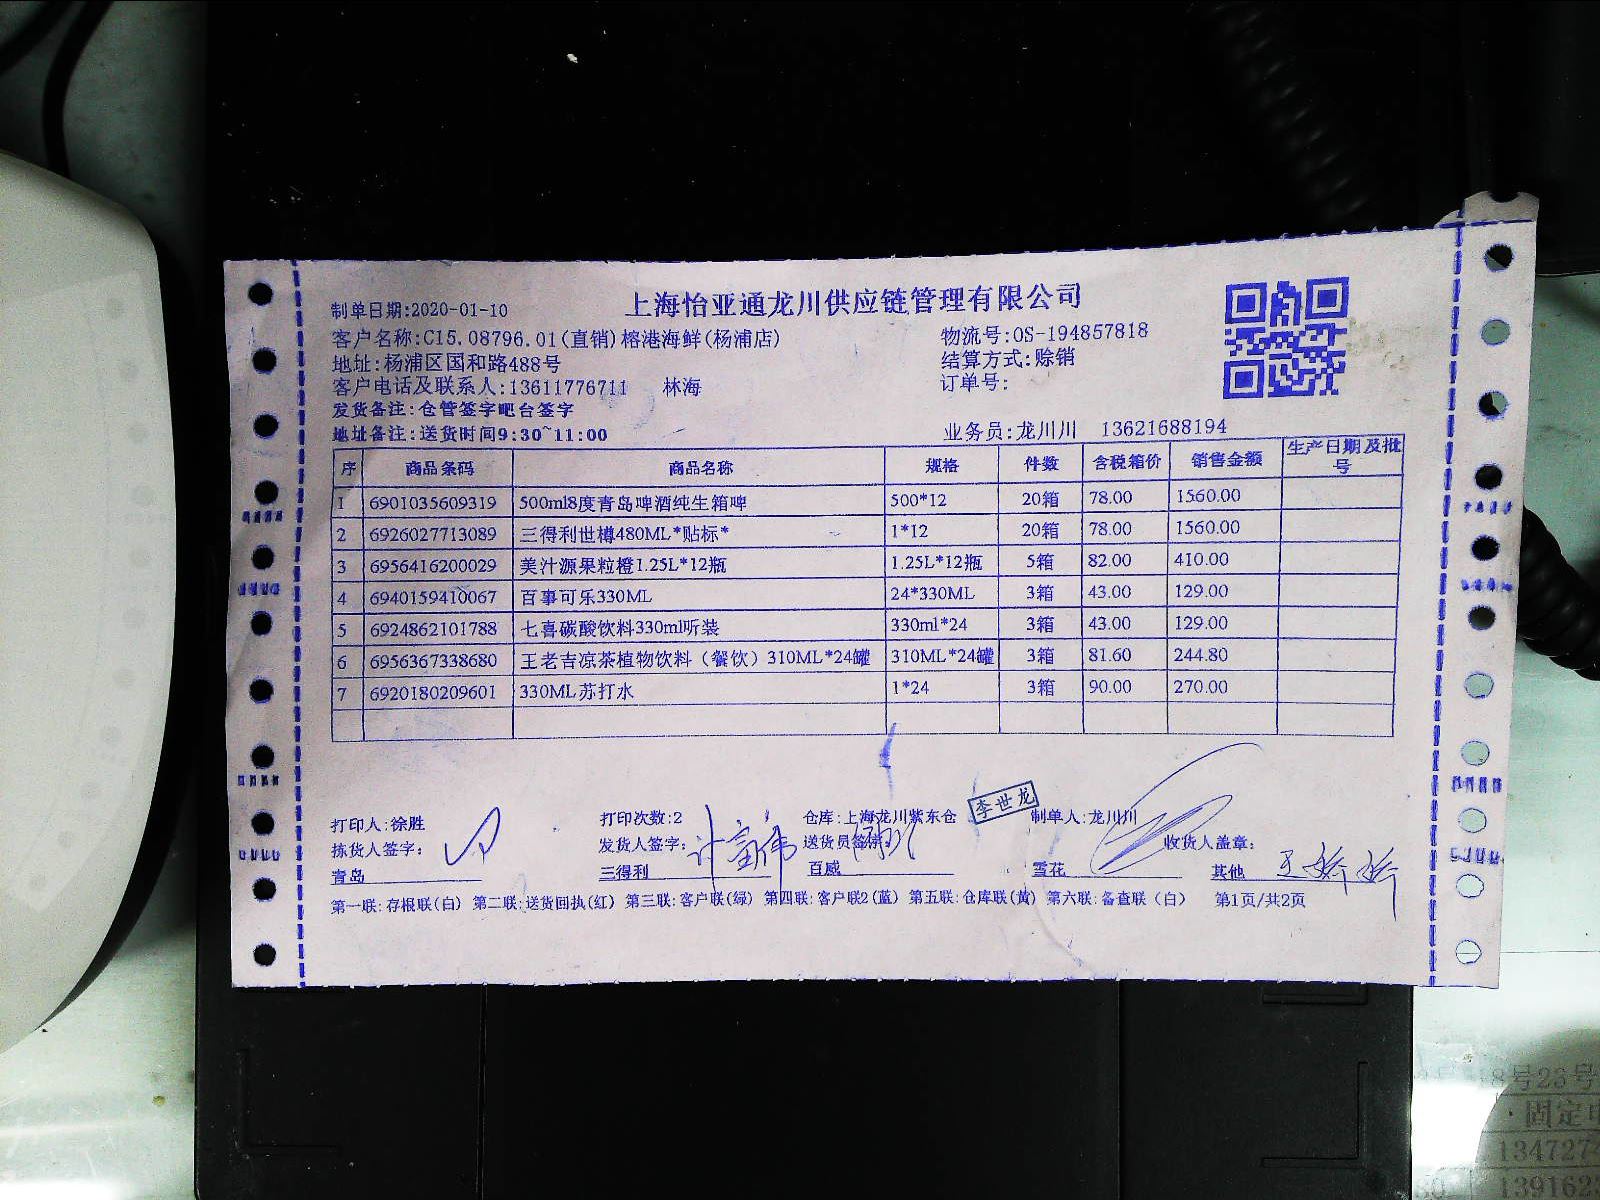 上海怡亚通龙川供应链管理有限公司
制单日期:2020-01-10
客户名称:C15.08796.01(直销)榕港海鲜(杨浦店) 物流号:OS-194857818
地址:杨浦区国和路488号 结算方式:赊销
客户电话及联系人:13611776711 林海 订单号:
发货备注:仓管签字吧台签字
地址备注:送货时间9:30~11:00 业务员:龙川川 13621688194
序 商品条码 商品名称 规格 件数 含税箱价 销售金额 生产日期及批号
1 6901035609319 500ml8度青岛啤酒纯生箱啤 500*12 20箱 78.00 1560.00
2 6926027713089 三得利世樽480ML*贴标* 1*12 20箱 78.00 1560.00
3 6956416200029 美汁源果粒橙1.25L*12瓶 1.25L*12瓶 5箱 82.00 410.00
4 6940159410067 百事可乐330ML 24*330ML 3箱 43.00 129.00
5 6924862101788 七喜碳酸饮料330ml听装 330ml*24 3箱 43.00 129.00
6 6956367338680 王老吉凉茶植物饮料（餐饮）310ML*24罐 310ML*24罐 3箱 81.60 244.80
7 6920180209601 330ML苏打水 1*24 3箱 90.00 270.00
李世龙
打印人:徐胜 打印次数:2 仓库:上海龙川紫东仓 制单人:龙川川
拣货人签字: 发货人签字: 送货员签字: 收货人盖章:
青岛 三得利 百威 雪花 其他
第一联:存根联(白) 第二联:送货回执(红) 第三联:客户联(绿) 第四联:客户联2(蓝) 第五联:仓库联(黄) 第六联:备查联（白） 第1页/共2页
8号23号
固定电
134727
139162